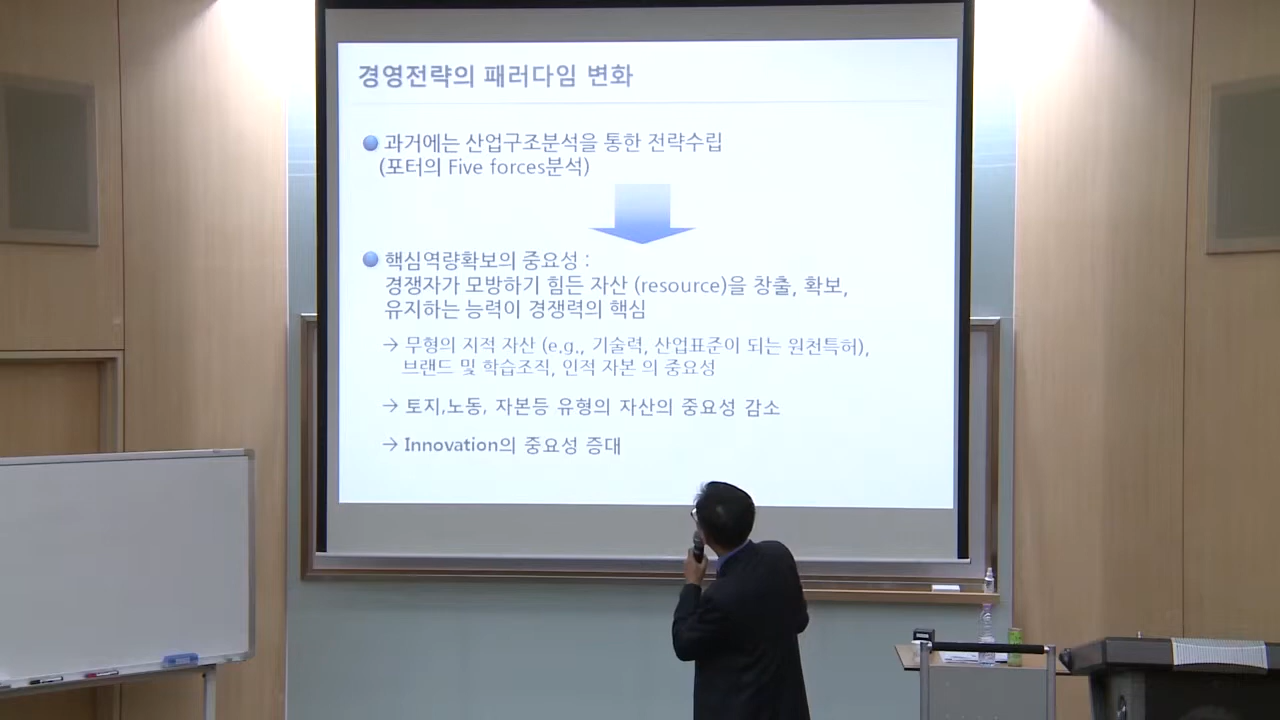 경영전략의 패러다임 변화
과거에는 산업구조분석을 통한 전략수립
(포터의 Five forces분석)
핵심역량확보의 중요성 :
경쟁자가 모방하기 힘든 자산 (resource)을 창출, 확보,
유지하는 능력이 경쟁력의 핵심
→ 무형의 지적 자산 (e.g., 기술력, 산업표준이 되는 원천특허),
브랜드 및 학습조직, 인적 자본 의 중요성
→ 토지,노동, 자본등 유형의 자산의 중요성 감소
→ Innovation의 중요성 증대